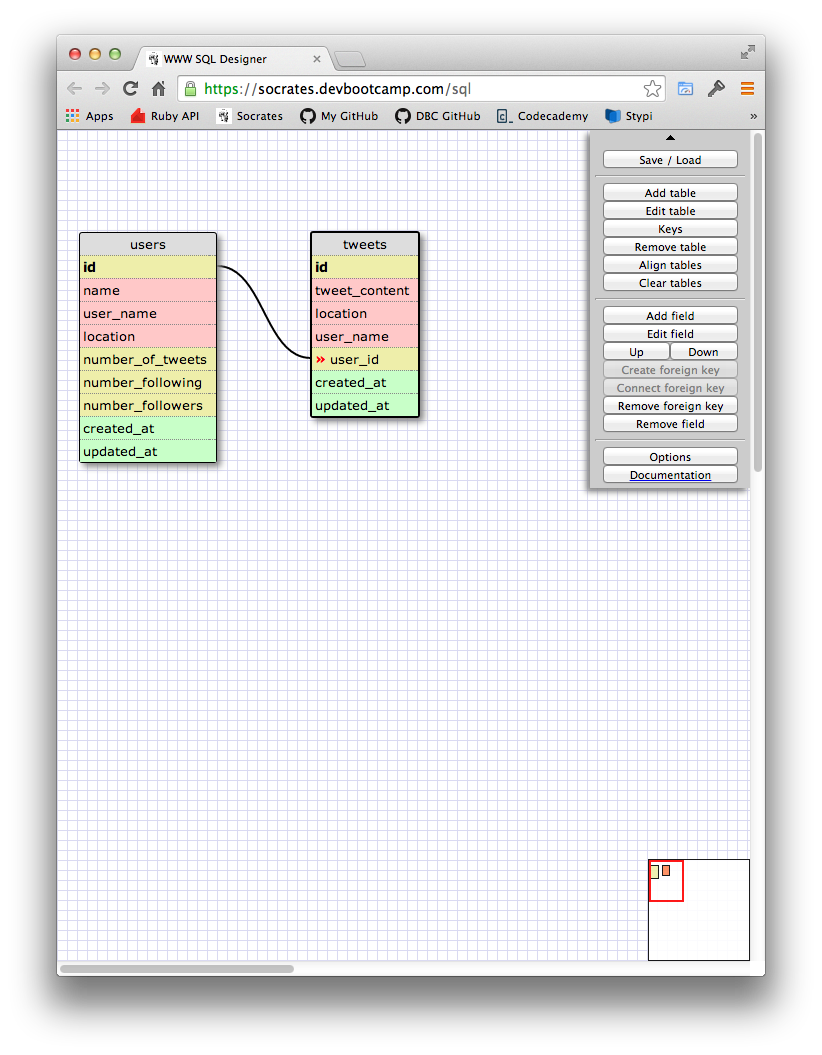 WWW SQL Designer
https://socrates.devbootcamp.com/sql
Apps Ruby API Socrates My GitHub DBC GitHub Codecademy Stypi »
Save / Load
Add table
Edit table
Keys
Remove table
Align tables
Clear tables
Add field
Edit field
Up Down
Create foreign key
Connect foreign key
Remove foreign key
Remove field
Options
Documentation
users
id
name
user_name
location
number_of_tweets
number_following
number_followers
created_at
updated_at
tweets
id
tweet_content
location
user_name
» user_id
created_at
updated_at